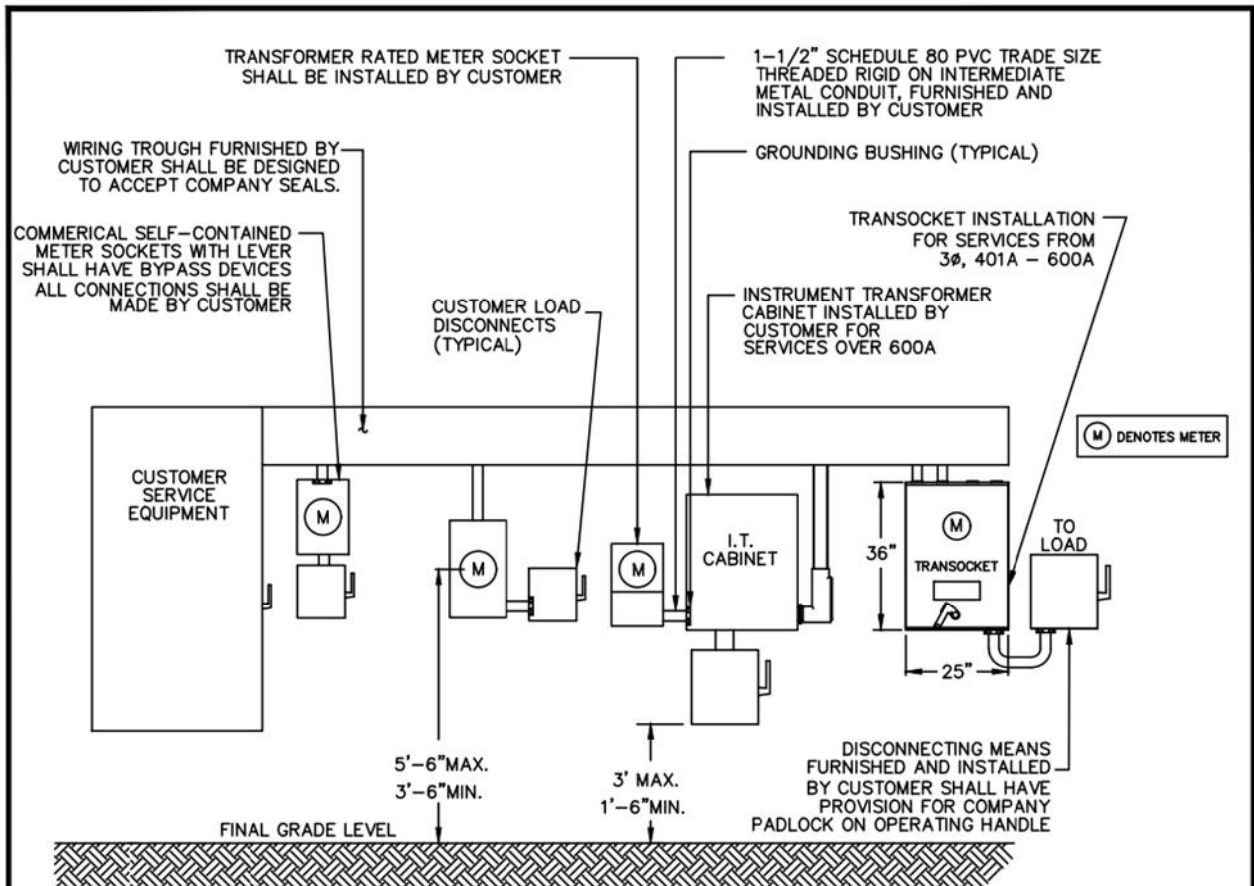 TRANSFORMER RATED METER SOCKET
SHALL BE INSTALLED BY CUSTOMER
1-1/2" SCHEDULE 80 PVC TRADE SIZE
THREADED RIGID ON INTERMEDIATE
METAL CONDUIT, FURNISHED AND
INSTALLED BY CUSTOMER
WIRING TROUGH FURNISHED BY
CUSTOMER SHALL BE DESIGNED
TO ACCEPT COMPANY SEALS.
GROUNDING BUSHING (TYPICAL)
COMMERICAL SELF-CONTAINED
METER SOCKETS WITH LEVER
SHALL HAVE BYPASS DEVICES
ALL CONNECTIONS SHALL BE
MADE BY CUSTOMER
TRANSOCKET INSTALLATION
FOR SERVICES FROM
3ø, 401A - 600A
CUSTOMER LOAD
DISCONNECTS
(TYPICAL)
INSTRUMENT TRANSFORMER
CABINET INSTALLED BY
CUSTOMER FOR
SERVICES OVER 600A
M DENOTES METER
CUSTOMER
SERVICE
EQUIPMENT
M
M
M
I.T.
CABINET
M
36"
TRANSOCKET
25"
TO
LOAD
5'-6"MAX.
3'-6"MIN.
3' MAX.
1'-6"MIN.
DISCONNECTING MEANS
FURNISHED AND INSTALLED
BY CUSTOMER SHALL HAVE
PROVISION FOR COMPANY
PADLOCK ON OPERATING HANDLE
FINAL GRADE LEVEL